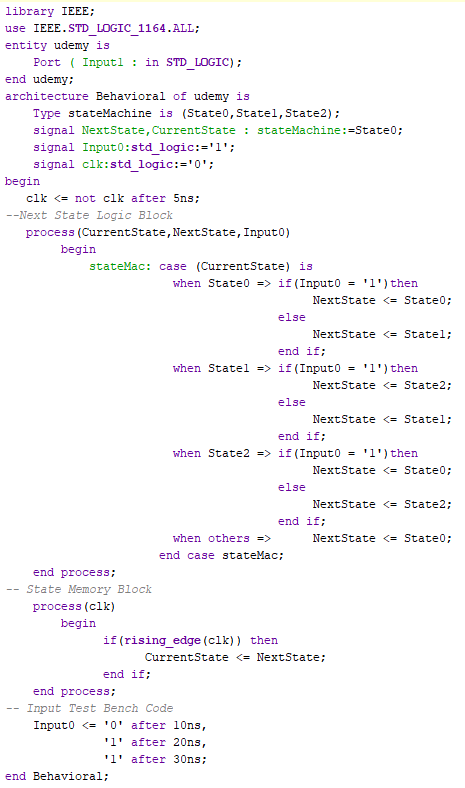 library IEEE;
use IEEE.STD_LOGIC_1164.ALL;
entity udemy is
    Port ( Input1 : in STD_LOGIC);
end udemy;
architecture Behavioral of udemy is
    Type stateMachine is (State0,State1,State2);
    signal NextState,CurrentState : stateMachine:=State0;
    signal Input0:std_logic:='1';
    signal clk:std_logic:='0';
begin
   clk <= not clk after 5ns;
--Next State Logic Block
   process(CurrentState,NextState,Input0)
        begin
            stateMac: case (CurrentState) is
                        when State0 => if(Input0 = '1')then
                                            NextState <= State0;
                                       else
                                            NextState <= State1;
                                       end if;
                        when State1 => if(Input0 = '1')then
                                            NextState <= State2;
                                       else
                                            NextState <= State1;
                                       end if;
                        when State2 => if(Input0 = '1')then
                                            NextState <= State0;
                                       else
                                            NextState <= State2;
                                       end if;
                        when others =>      NextState <= State0;
                      end case stateMac;
    end process;
-- State Memory Block
    process(clk)
        begin
              if(rising_edge(clk)) then
                    CurrentState <= NextState;
              end if;
    end process;
-- Input Test Bench Code
    Input0 <= '0' after 10ns,
              '1' after 20ns,
              '1' after 30ns;
end Behavioral;